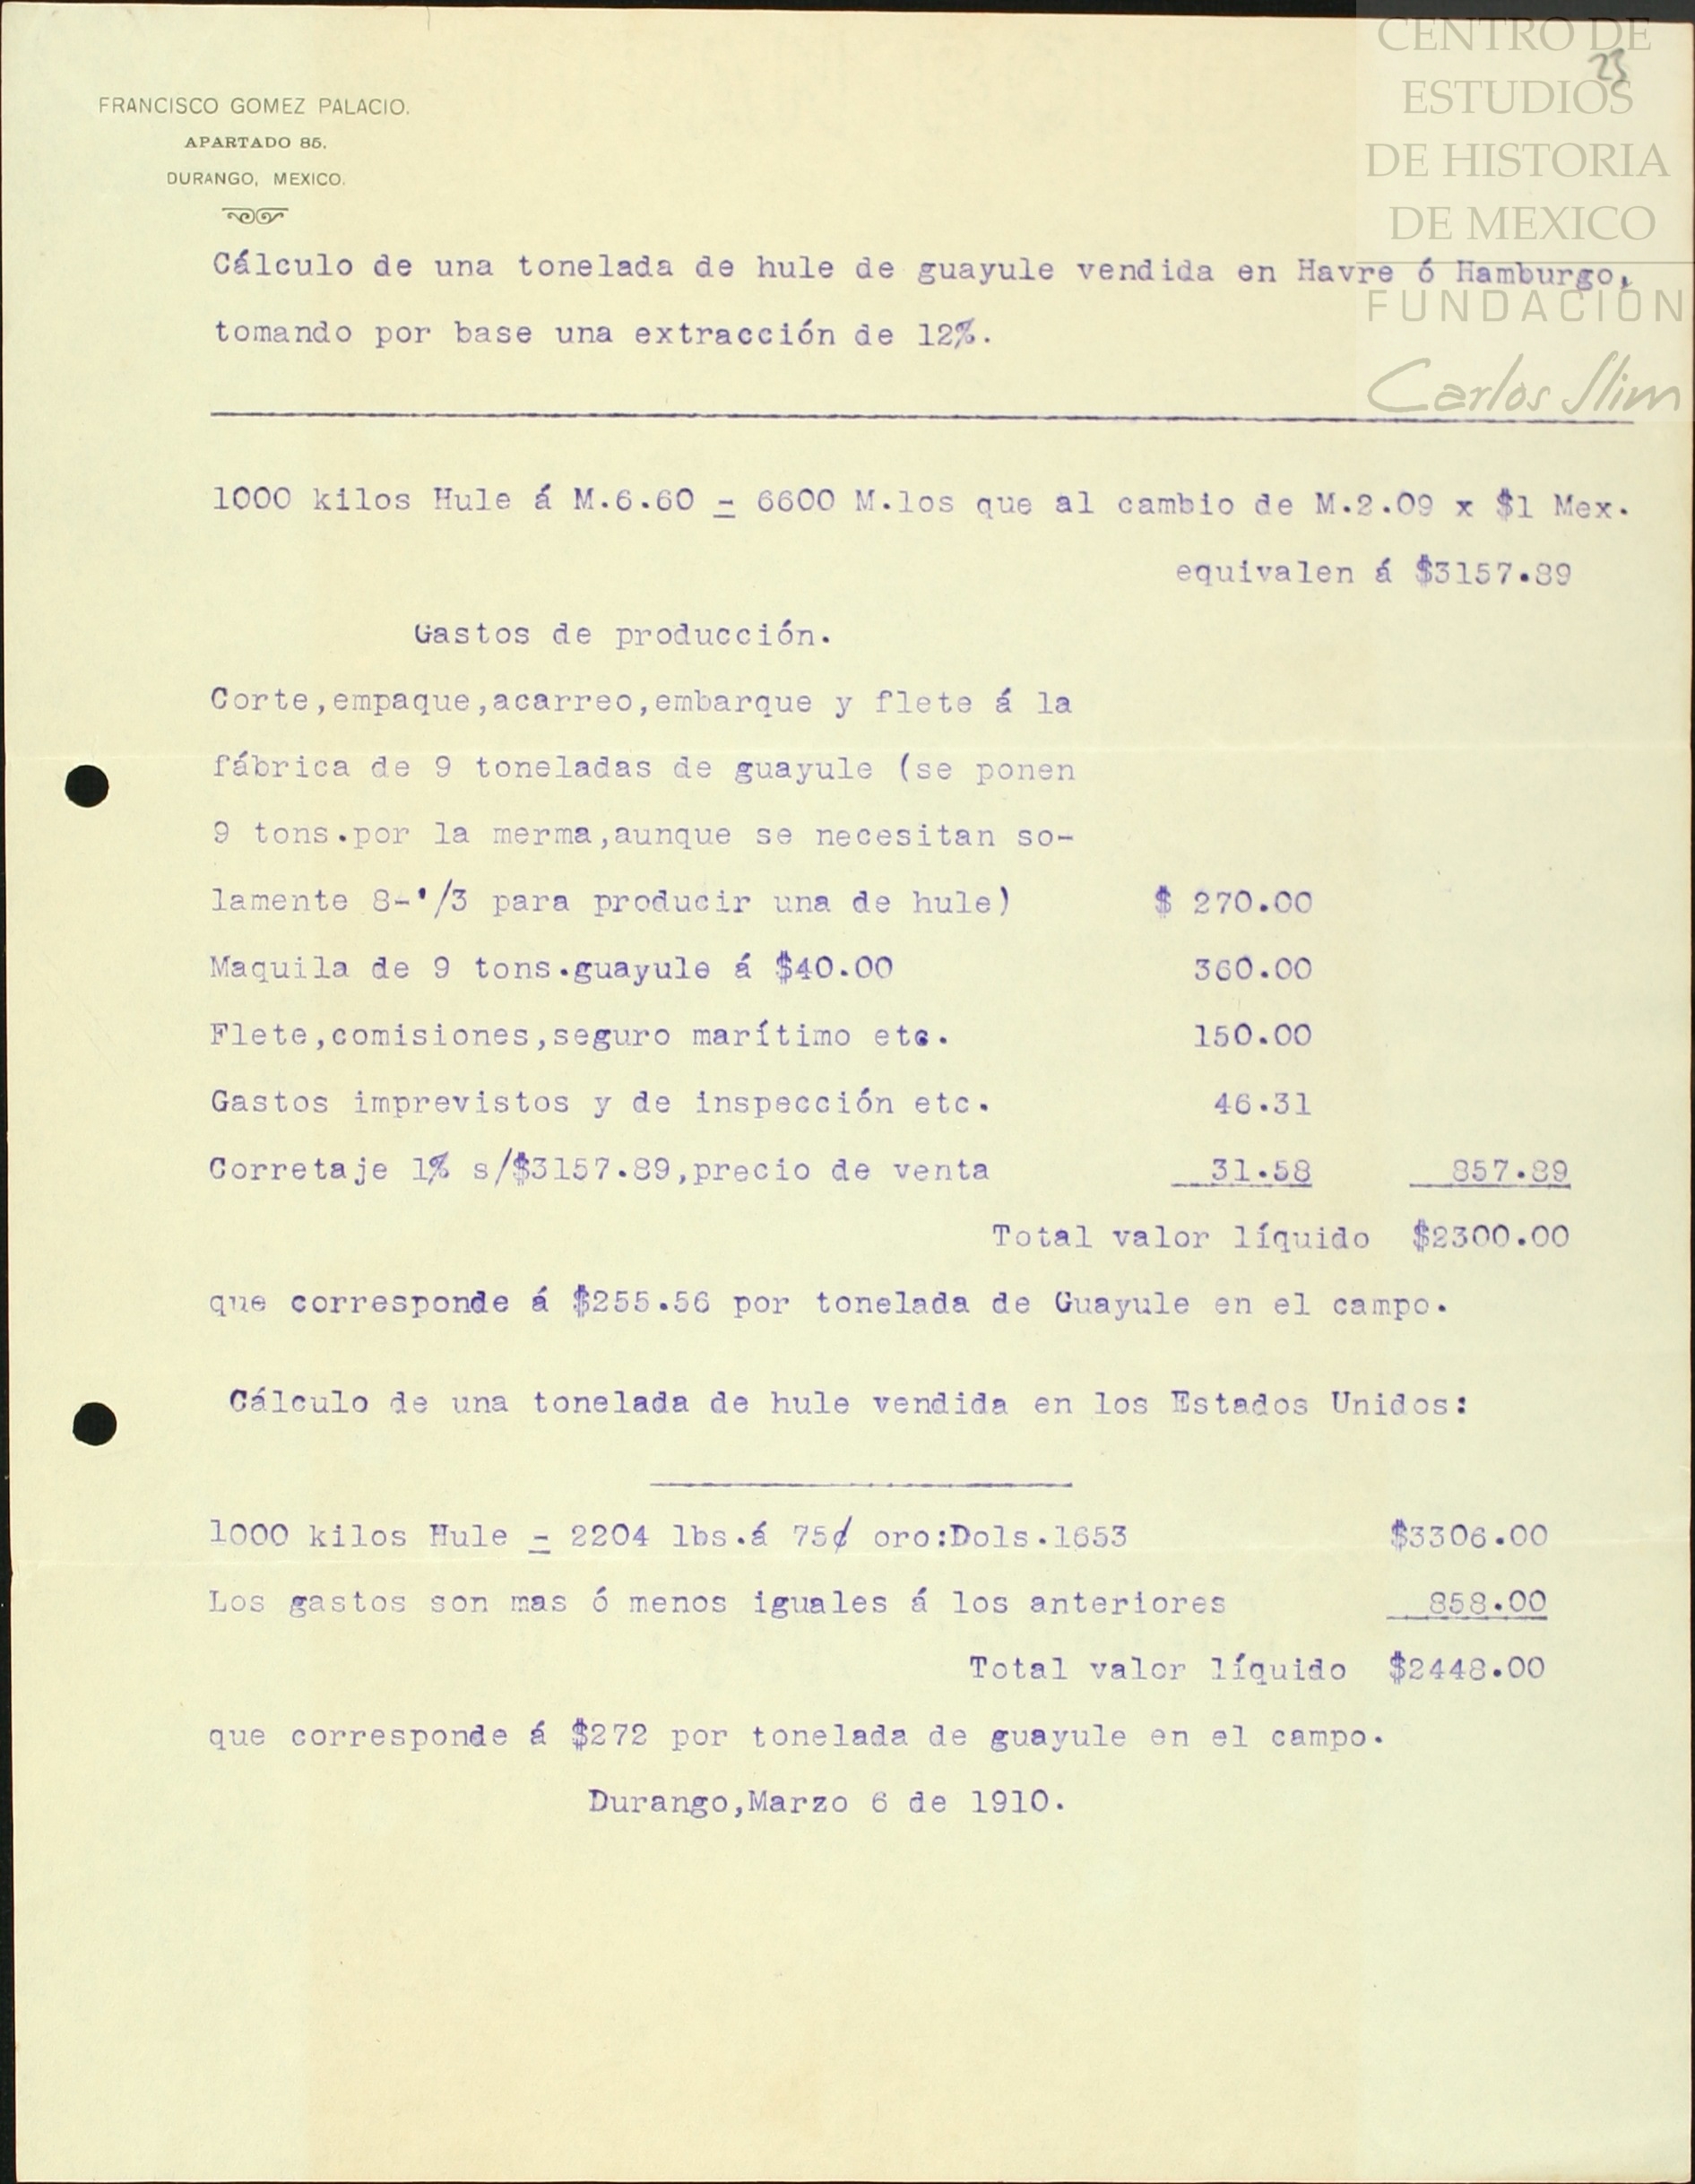 CENTRO DE
ESTUDIOS
DE HISTORIA
DE MEXICO
FUNDACIÓN
Carlos Slim
23
FRANCISCO GOMEZ PALACIO.
APARTADO 85.
DURANGO, MEXICO.
Cálculo de una tonelada de hule de guayule vendida en Havre ó Hamburgo,
tomando por base una extracción de 12%.
1000 kilos Hule á M.6.60 = 6600 M.los que al cambio de M.2.09 x $1 Mex.
equivalen á $3157.89
Gastos de producción.
Corte,empaque,acarreo,embarque y flete á la
fábrica de 9 toneladas de guayule (se ponen
9 tons.por la merma,aunque se necesitan so-
lamente 8-'/3 para producir una de hule) $ 270.00
Maquila de 9 tons.guayule á $40.00 360.00
Flete,comisiones,seguro marítimo etc. 150.00
Gastos imprevistos y de inspección etc. 46.31
Corretaje 1% s/$3157.89,precio de venta 31.58 857.89
Total valor líquido $2300.00
que corresponde á $255.56 por tonelada de Guayule en el campo.
Cálculo de una tonelada de hule vendida en los Estados Unidos:
1000 kilos Hule = 2204 lbs.á 75¢ oro:Dols.1653 $3306.00
Los gastos son mas ó menos iguales á los anteriores 858.00
Total valor líquido $2448.00
que corresponde á $272 por tonelada de guayule en el campo.
Durango,Marzo 6 de 1910.